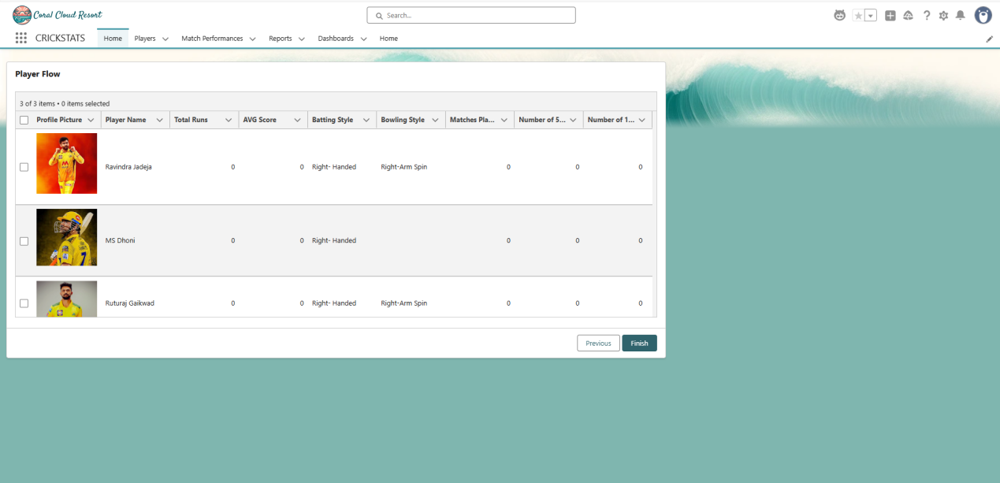 Coral Cloud Resort
Search...
CRICKSTATS
Home
Players
Match Performances
Reports
Dashboards
Home
Player Flow
3 of 3 items • 0 items selected
Profile Picture Player Name Total Runs AVG Score Batting Style Bowling Style Matches Pla... Number of 5... Number of 1...
Ravindra Jadeja 0 0 Right- Handed Right-Arm Spin 0 0 0
MS Dhoni 0 0 Right- Handed 0 0 0
7
Ruturaj Gaikwad 0 0 Right- Handed Right-Arm Spin 0 0 0
Previous
Finish